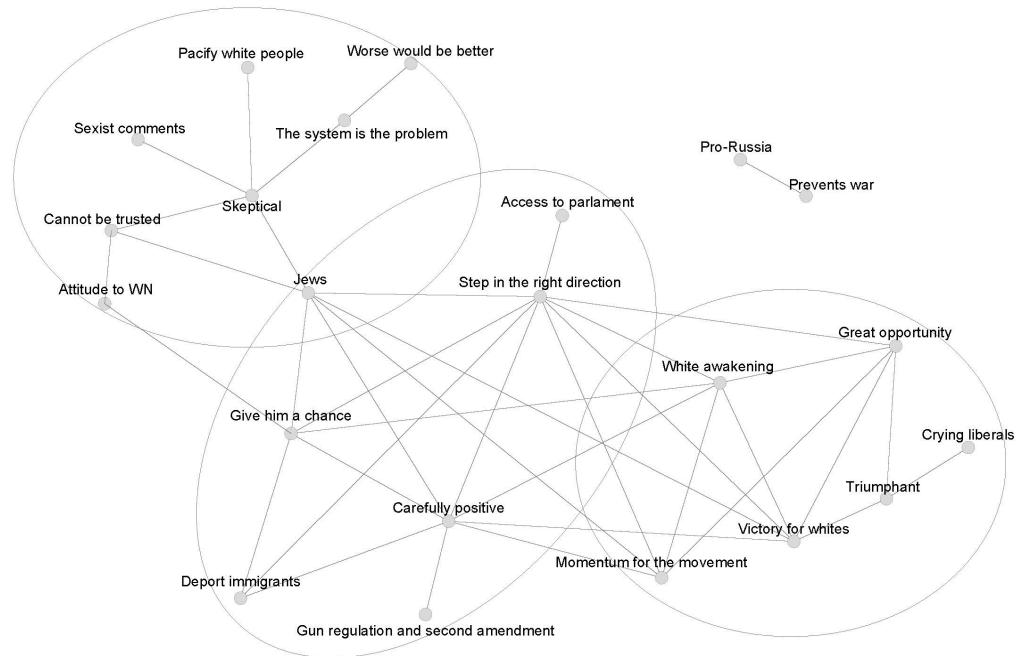 Worse would be better
Pacify white people
Sexist comments
The system is the problem
Pro-Russia
Prevents war
Access to parlament
Skeptical
Cannot be trusted
Jews
Step in the right direction
Attitude to WN
Great opportunity
White awakening
Give him a chance
Crying liberals
Triumphant
Carefully positive
Victory for whites
Momentum for the movement
Deport immigrants
Gun regulation and second amendment